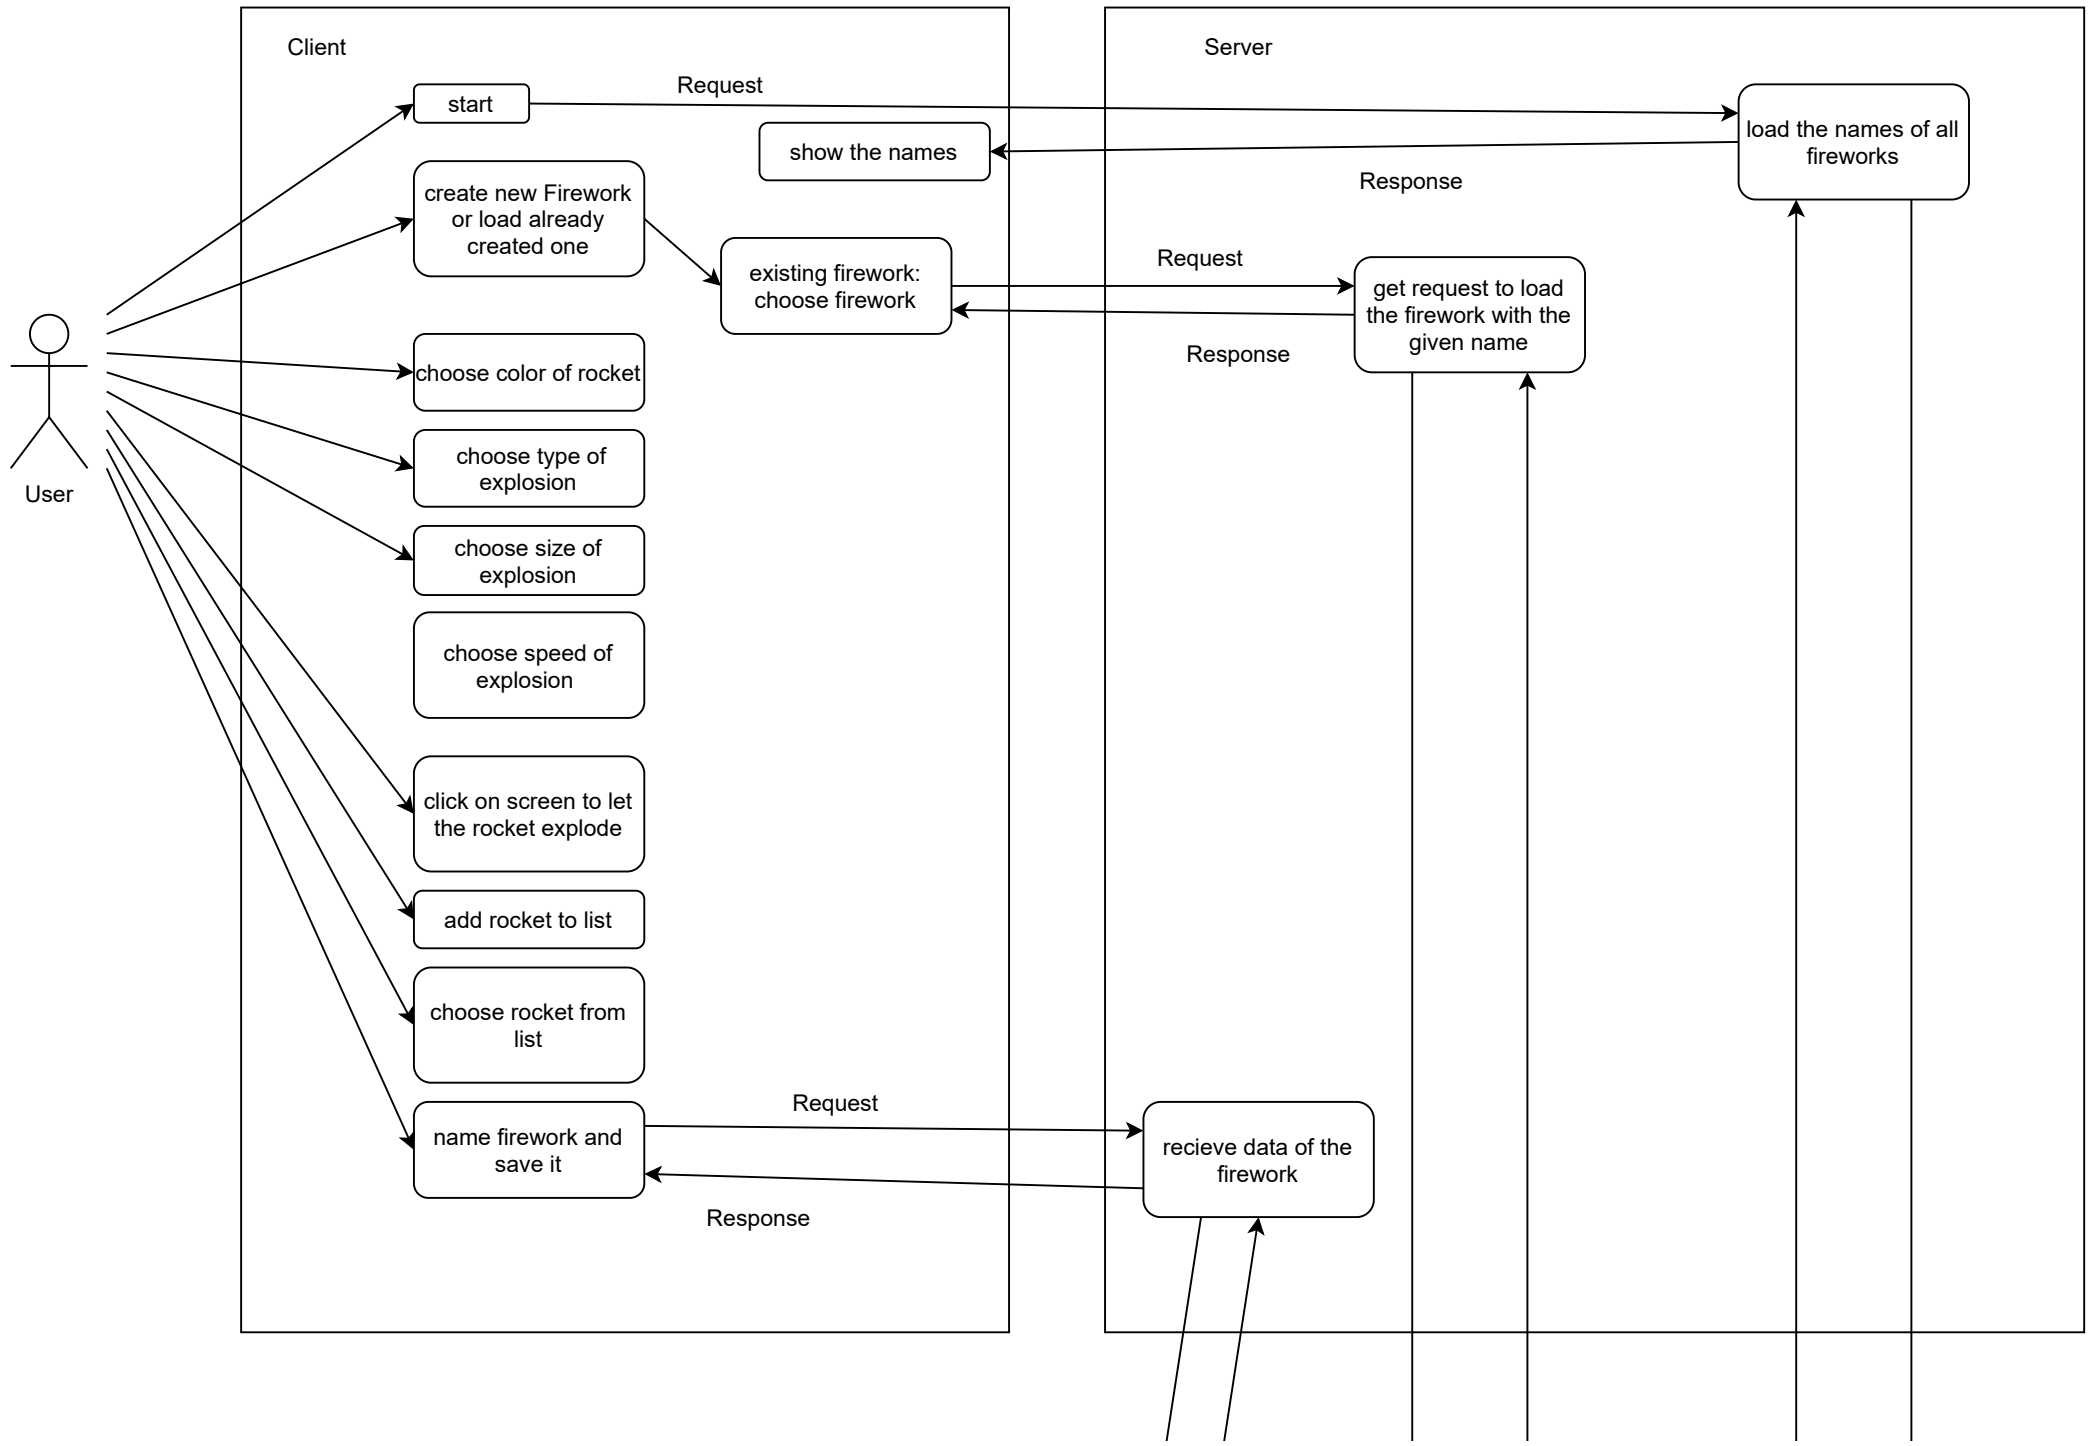 Client
Server
start
Request
load the names of all
fireworks
show the names
Response
create new Firework
or load already
created one
existing firework:
choose firework
Request
get request to load
the firework with the
given name
Response
choose color of rocket
User
choose type of
explosion
choose size of
explosion
choose speed of
explosion
click on screen to let
the rocket explode
add rocket to list
choose rocket from
list
name firework and
save it
Request
recieve data of the
firework
Response